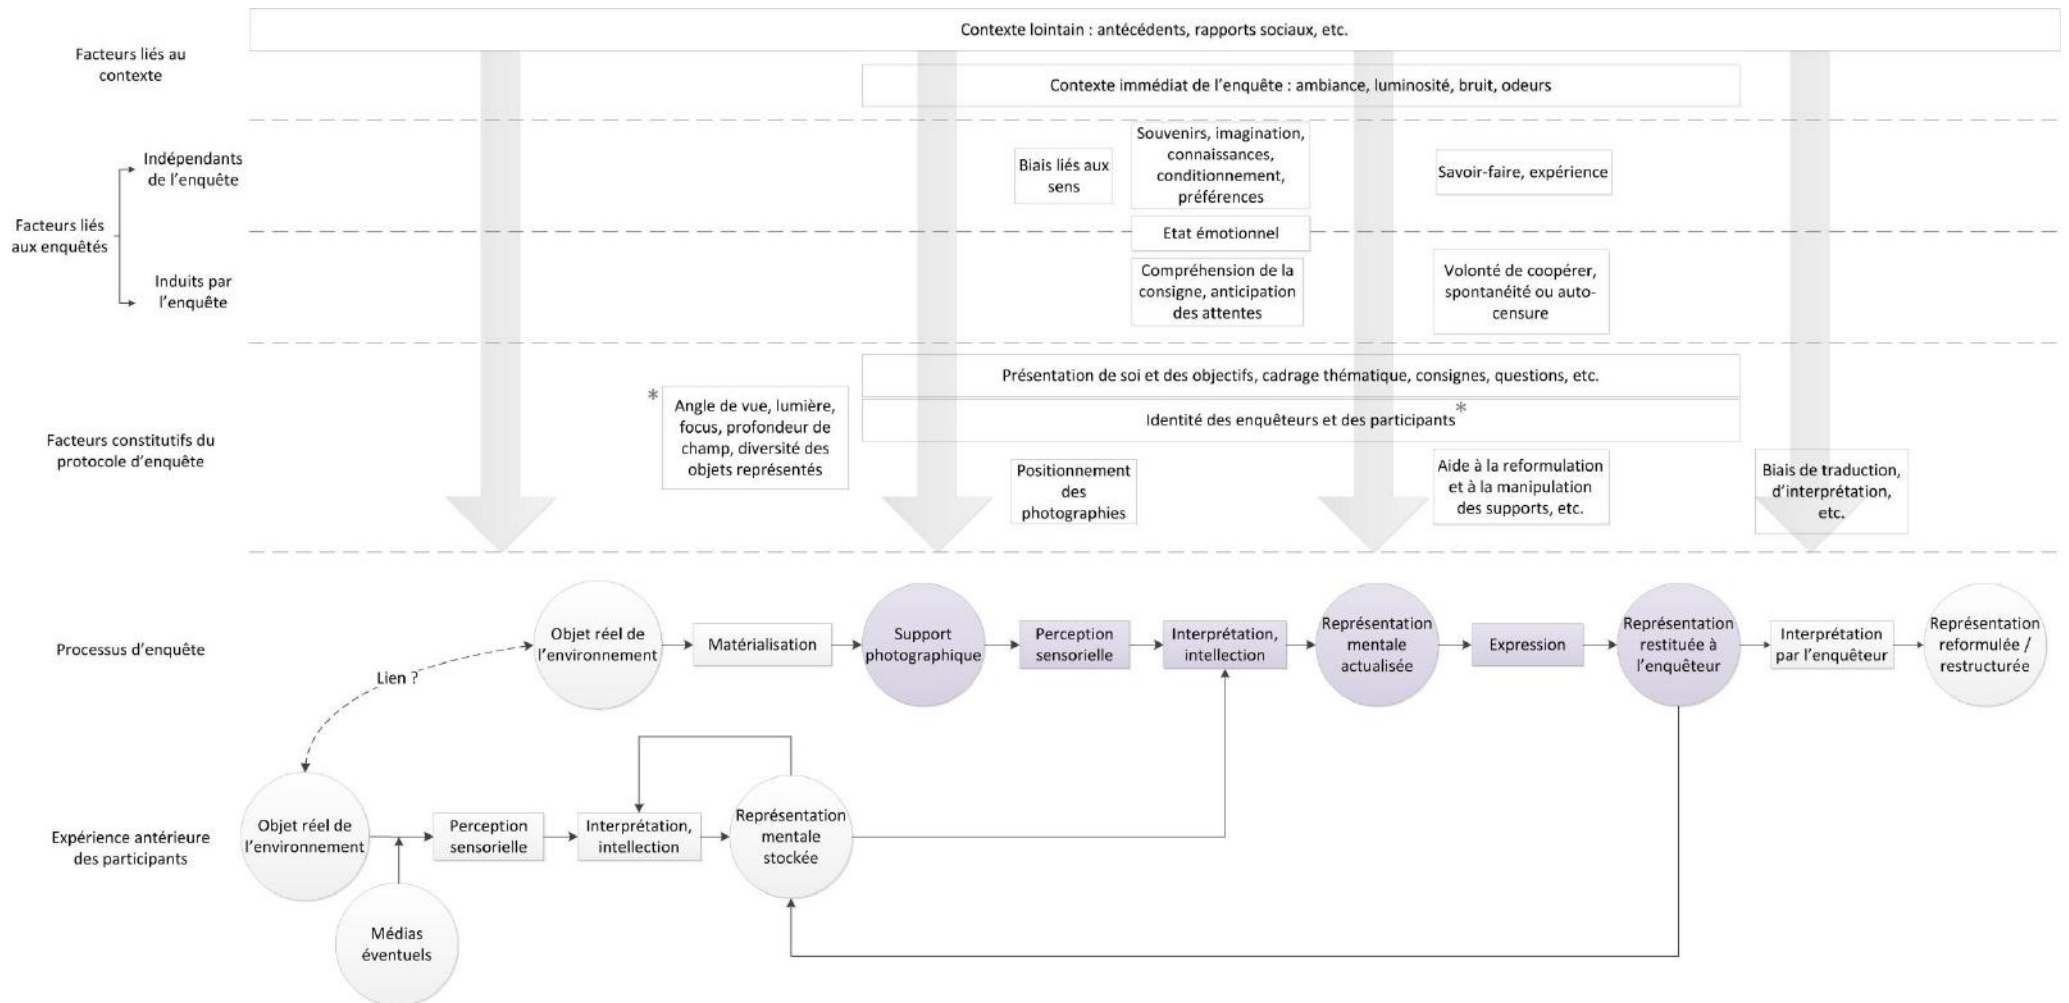 Contexte lointain : antécédents, rapports sociaux, etc.
Facteurs liés au
contexte
Contexte immédiat de l'enquête : ambiance, luminosité, bruit, odeurs
Facteurs liés
aux enquêtés
Indépendants
de l'enquête
Biais liés aux
sens
Souvenirs, imagination,
connaissances,
conditionnement,
préférences
Savoir-faire, expérience
Etat émotionnel
Induits par
l'enquête
Compréhension de la
consigne, anticipation
des attentes
Volonté de coopérer,
spontanéité ou auto-
censure
Facteurs constitutifs du
protocole d'enquête
Présentation de soi et des objectifs, cadrage thématique, consignes, questions, etc.
Identité des enquêteurs et des participants*
*
Angle de vue, lumière,
focus, profondeur de
champ, diversité des
objets représentés
Positionnement
des
photographies
Aide à la reformulation
et à la manipulation
des supports, etc.
Biais de traduction,
d'interprétation,
etc.
Processus d'enquête
Objet réel de
l'environnement
Matérialisation
Support
photographique
Perception
sensorielle
Interprétation,
intellection
Représentation
mentale
actualisée
Expression
Représentation
restituée à
l'enquêteur
Interprétation
par l'enquêteur
Représentation
reformulée /
restructurée
Lien ?
Expérience antérieure
des participants
Objet réel de
l'environnement
Perception
sensorielle
Interprétation,
intellection
Représentation
mentale
stockée
Médias
éventuels